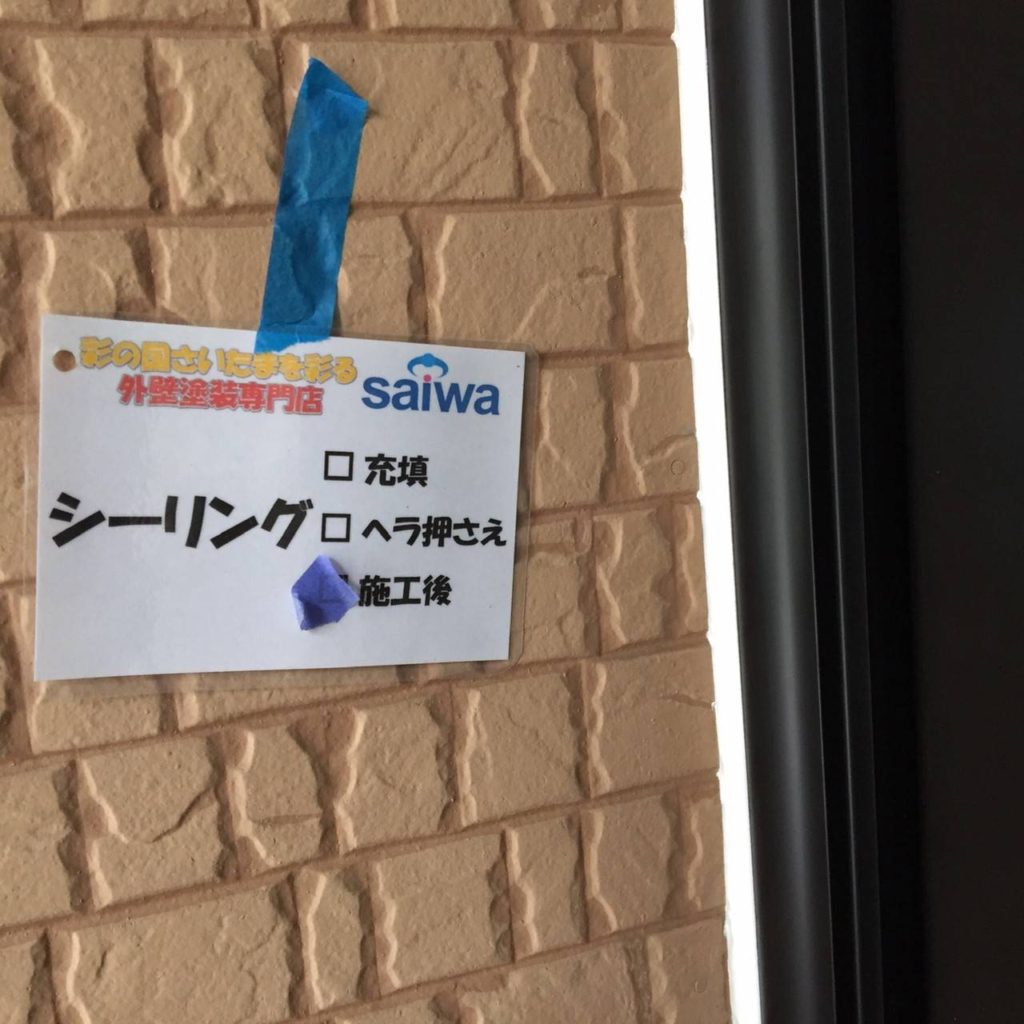 彩の国さいたまを彩る
外壁塗装専門店
saiwa
シーリング
□ 充填
□ ヘラ押さえ
□ 施工後